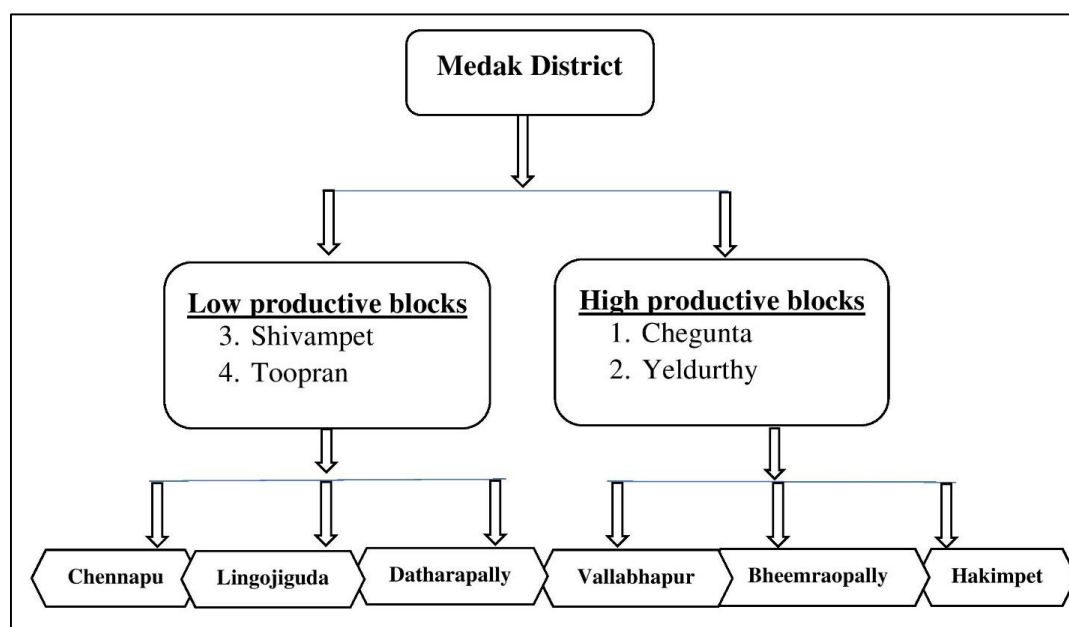 Medak District
Low productive blocks
3. Shivampet
4. Toopran
High productive blocks
1. Chegunta
2. Yeldurthy
Chennapu
Lingojiguda
Datharapally
Vallabhapur
Bheemraopally
Hakimpet